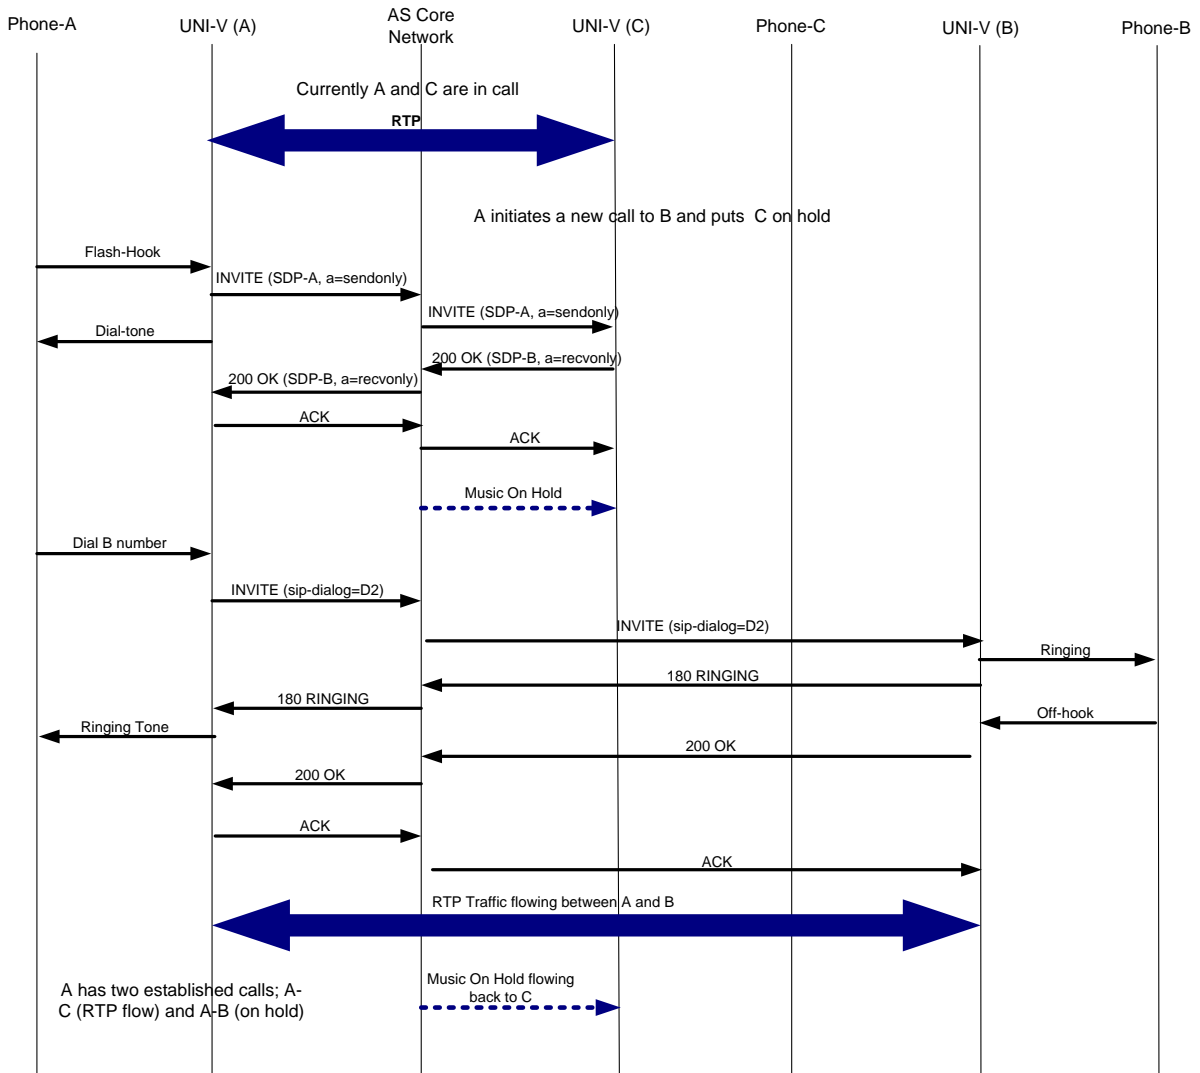 Phone-A
UNI-V (A)
AS Core
Network
UNI-V (C)
Phone-C
UNI-V (B)
Phone-B
Currently A and C are in call
RTP
A initiates a new call to B and puts  C on hold
Flash-Hook
INVITE (SDP-A, a=sendonly)
INVITE (SDP-A, a=sendonly)
Dial-tone
200 OK (SDP-B, a=recvonly)
200 OK (SDP-B, a=recvonly)
ACK
ACK
Music On Hold
Dial B number
INVITE (sip-dialog=D2)
INVITE (sip-dialog=D2)
Ringing
180 RINGING
180 RINGING
Off-hook
Ringing Tone
200 OK
200 OK
ACK
ACK
RTP Traffic flowing between A and B
Music On Hold flowing
back to C
A has two established calls; A-
C (RTP flow) and A-B (on hold)